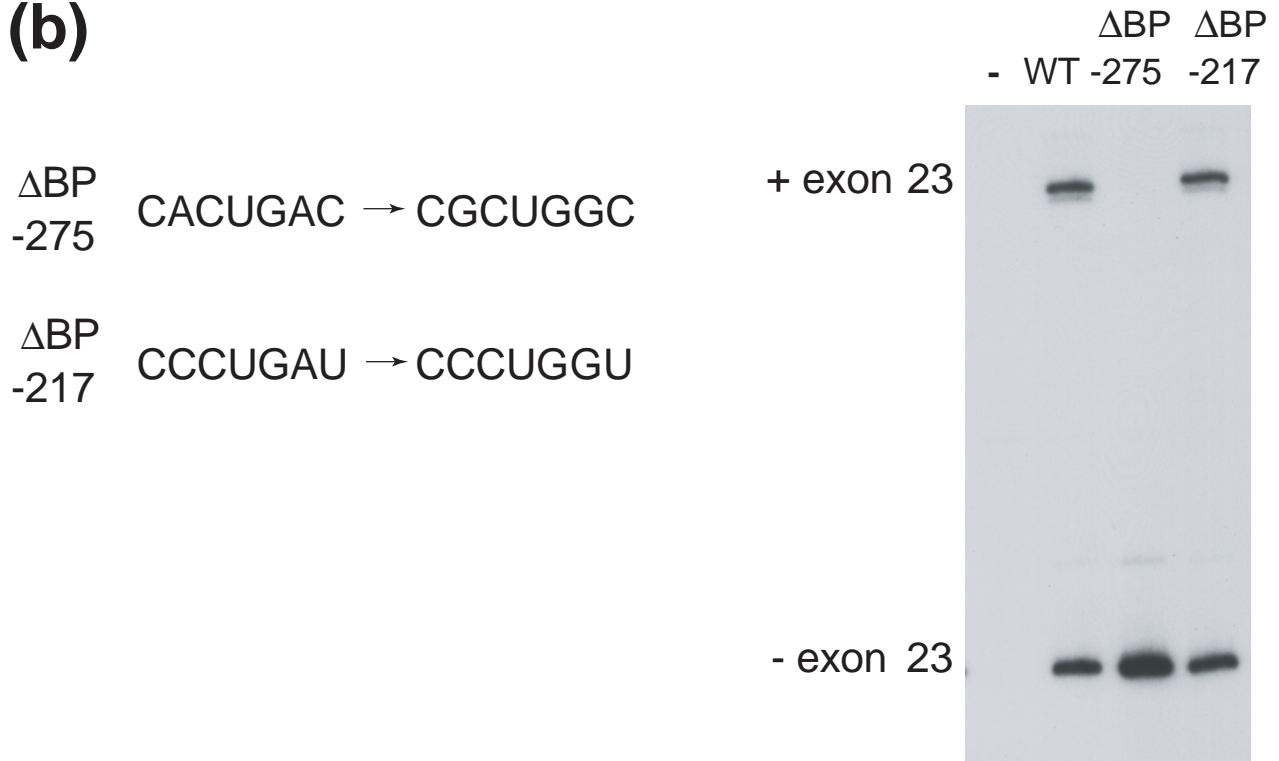 (b)
ΔBP ΔBP
- WT -275 -217
ΔBP
-275
CACUGAC → CGCUGGC
ΔBP
-217
CCCUGAU → CCCUGGU
+ exon 23
- exon 23